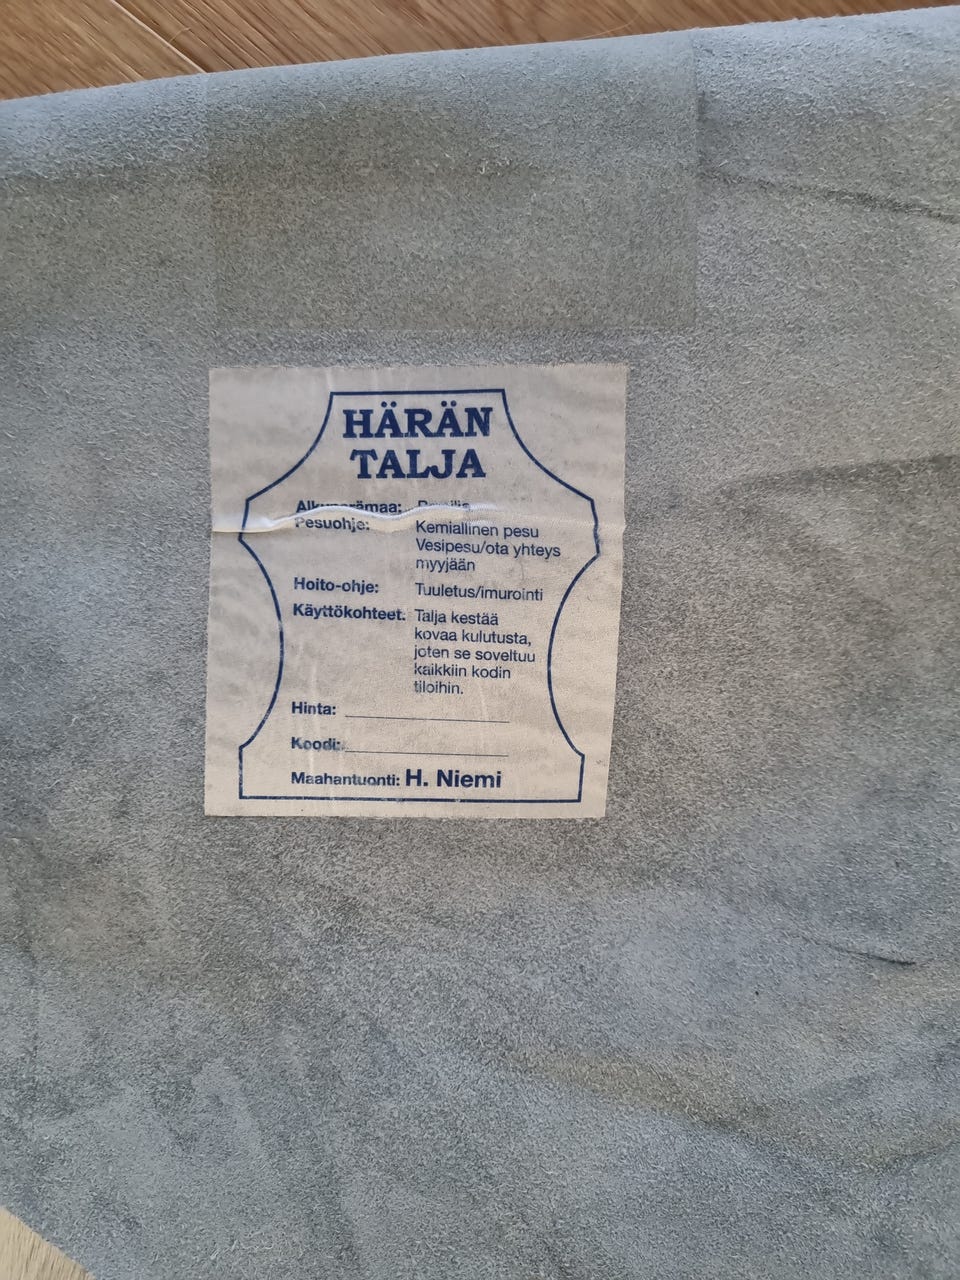 HÄRÄN
TALJA
Alkuperämaa:
Pesuohje: Kemiallinen pesu
Vesipesu/ota yhteys
myyjään
Hoito-ohje: Tuuletus/imurointi
Käyttökohteet: Talja kestää
kovaa kulutusta,
joten se soveltuu
kaikkiin kodin
tiloihin.
Hinta:
Koodi:
Maahantuonti: H. Niemi